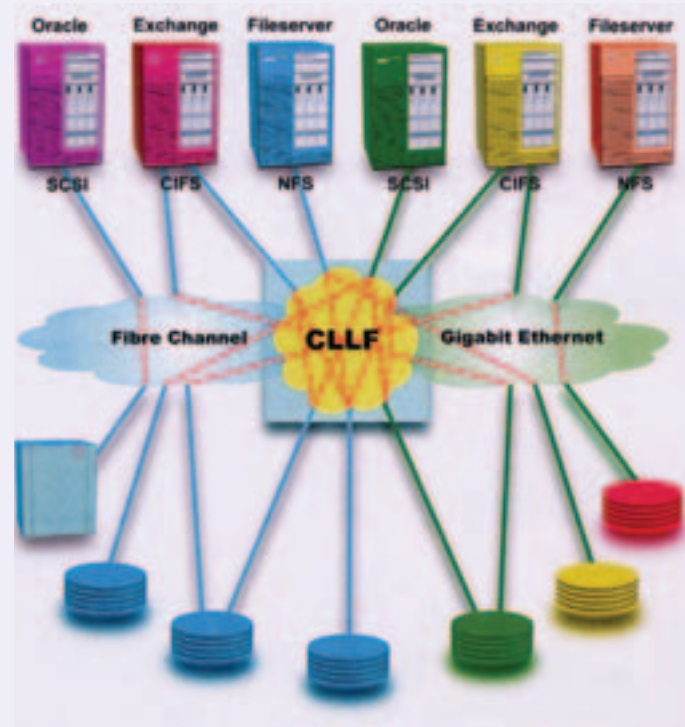 Oracle Exchange Fileserver Oracle Exchange Fileserver
SCSI CIFS NFS SCSI CIFS NFS
Fibre Channel CLLF Gigabit Ethernet